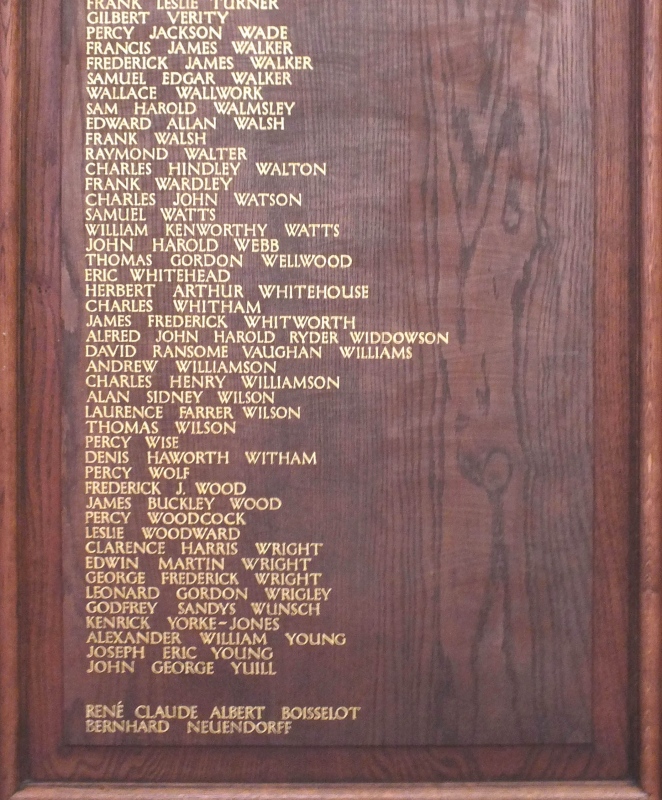 FRANK LESLIE TURNER
GILBERT VERITY
PERCY JACKSON WADE
FRANCIS JAMES WALKER
FREDERICK JAMES WALKER
SAMUEL EDGAR WALKER
WALLACE WALLWORK
SAM HAROLD WALMSLEY
EDWARD ALLAN WALSH
FRANK WALSH
RAYMOND WALTER
CHARLES HINDLEY WALTON
FRANK WARDLEY
CHARLES JOHN WATSON
SAMUEL WATTS
WILLIAM KENWORTHY WATTS
JOHN HAROLD WEBB
THOMAS GORDON WELLWOOD
ERIC WHITEHEAD
HERBERT ARTHUR WHITEHOUSE
CHARLES WHITHAM
JAMES FREDERICK WHITWORTH
ALFRED JOHN HAROLD RYDER WIDDOWSON
DAVID RANSOME VAUGHAN WILLIAMS
ANDREW WILLIAMSON
CHARLES HENRY WILLIAMSON
ALAN SIDNEY WILSON
LAURENCE FARRER WILSON
THOMAS WILSON
PERCY WISE
DENIS HAWORTH WITHAM
PERCY WOLF
FREDERICK J. WOOD
JAMES BUCKLEY WOOD
PERCY WOODCOCK
LESLIE WOODWARD
CLARENCE HARRIS WRIGHT
EDWIN MARTIN WRIGHT
GEORGE FREDERICK WRIGHT
LEONARD GORDON WRIGLEY
GODFREY SANDYS WUNSCH
KENRICK YORKE-JONES
ALEXANDER WILLIAM YOUNG
JOSEPH ERIC YOUNG
JOHN GEORGE YUILL
RENÉ CLAUDE ALBERT BOISSELOT
BERNHARD NEUENDORFF